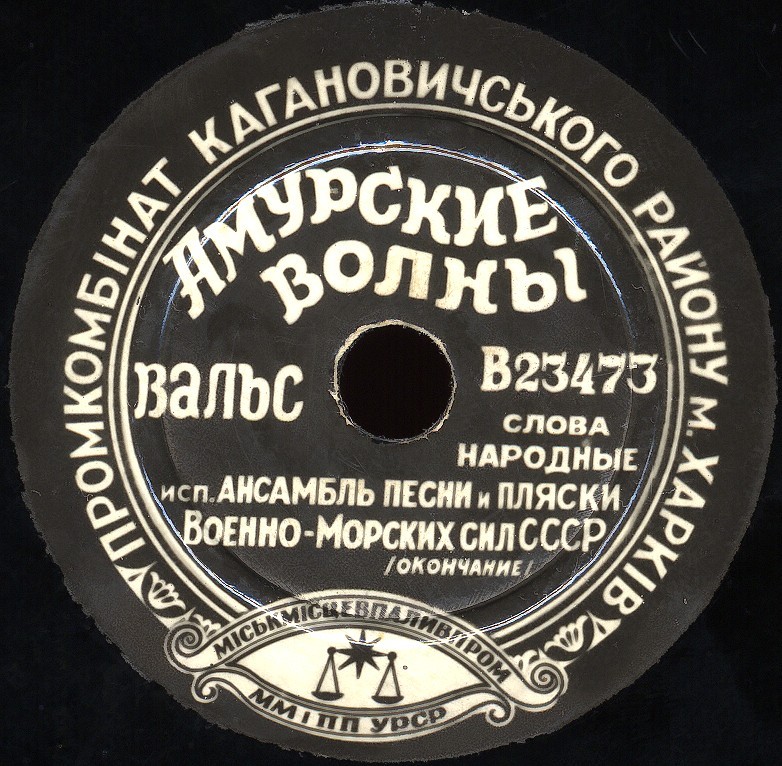 ПРОМКОМБІНАТ КАГАНОВИЧСЬКОГО РАЙОНУ М. ХАРКІВ
АМУРСКИЕ
ВОЛНЫ
ВАЛЬС
В23473
СЛОВА
НАРОДНЫЕ
ИСП. АНСАМБЛЬ ПЕСНИ И ПЛЯСКИ
ВОЕННО-МОРСКИХ СИЛ СССР
/ОКОНЧАНИЕ/
МІСЬКМІСЦЕВПАЛИВПРОМ
ММ І ПП УРСР